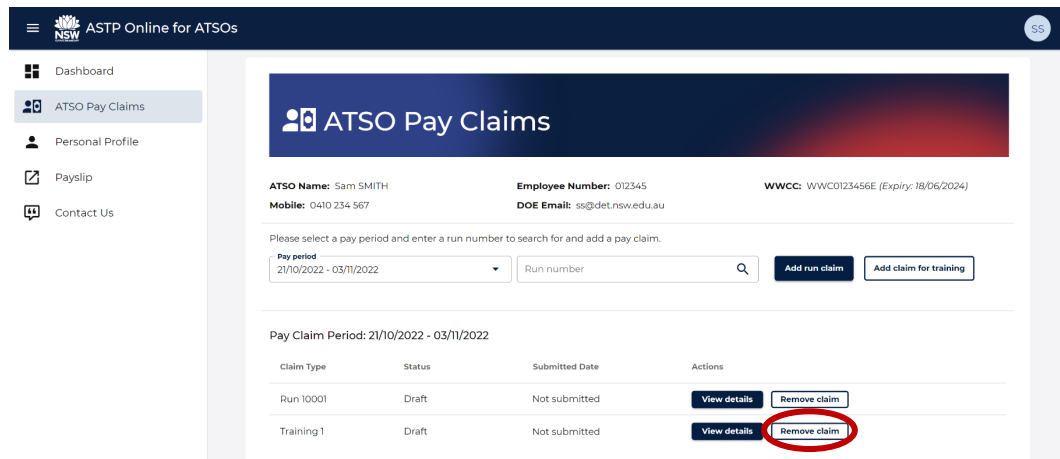 NSW ASTP Online for ATSOs SS
Dashboard
ATSO Pay Claims
Personal Profile
Payslip
Contact Us
ATSO Pay Claims
ATSO Name: Sam SMITH Employee Number: 012345 WWCC: WWC0123456E (Expiry: 18/06/2024)
Mobile: 0410 234 567 DOE Email: ss@det.nsw.edu.au
Please select a pay period and enter a run number to search for and add a pay claim.
Pay period
21/10/2022 - 03/11/2022 Run number Add run claim Add claim for training
Pay Claim Period: 21/10/2022 - 03/11/2022
Claim Type Status Submitted Date Actions
Run 10001 Draft Not submitted View details Remove claim
Training 1 Draft Not submitted View details Remove claim